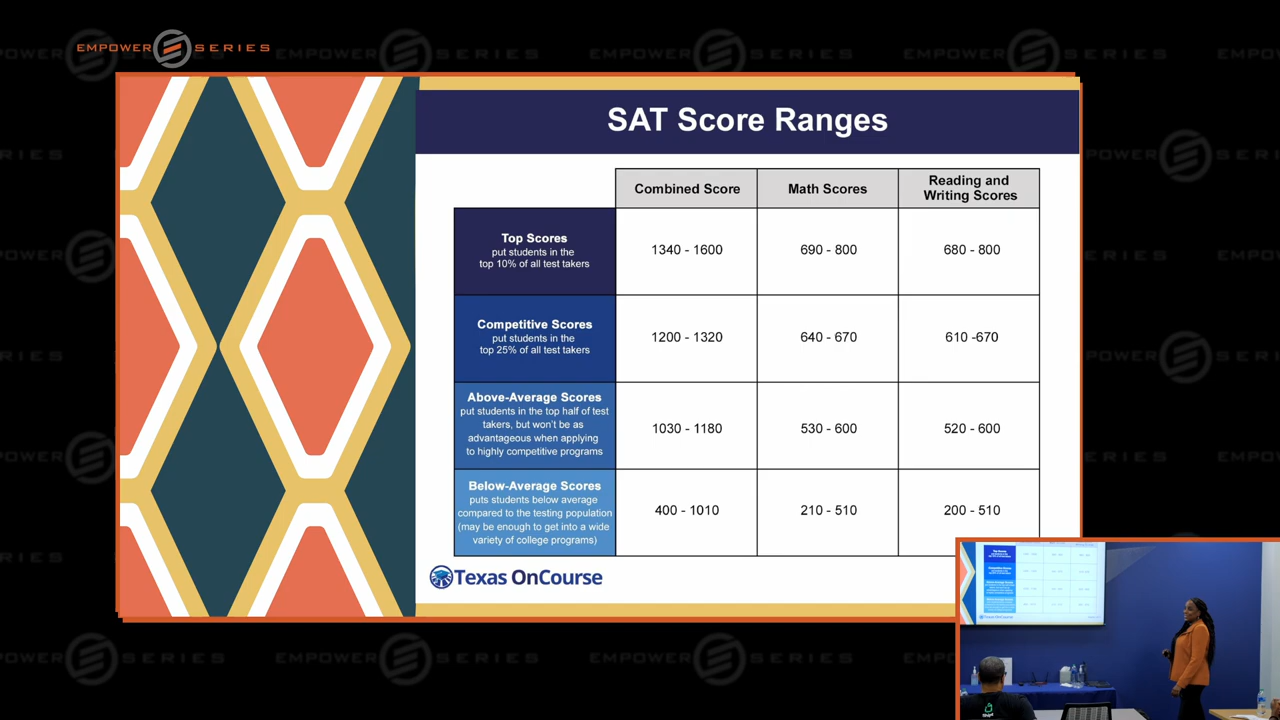 EMPOWER SERIES
SAT Score Ranges
Combined Score
Math Scores
Reading and
Writing Scores
Top Scores
put students in the
top 10% of all test takers
1340 - 1600
690 - 800
680 - 800
Competitive Scores
put students in the
top 25% of all test takers
1200 - 1320
640 - 670
610 -670
Above-Average Scores
put students in the top half of test
takers, but won't be as
advantageous when applying
to highly competitive programs
1030 - 1180
530 - 600
520 - 600
Below-Average Scores
puts students below average
compared to the testing population
(may be enough to get into a wide
variety of college programs)
400 - 1010
210 - 510
200 - 510
Texas OnCourse